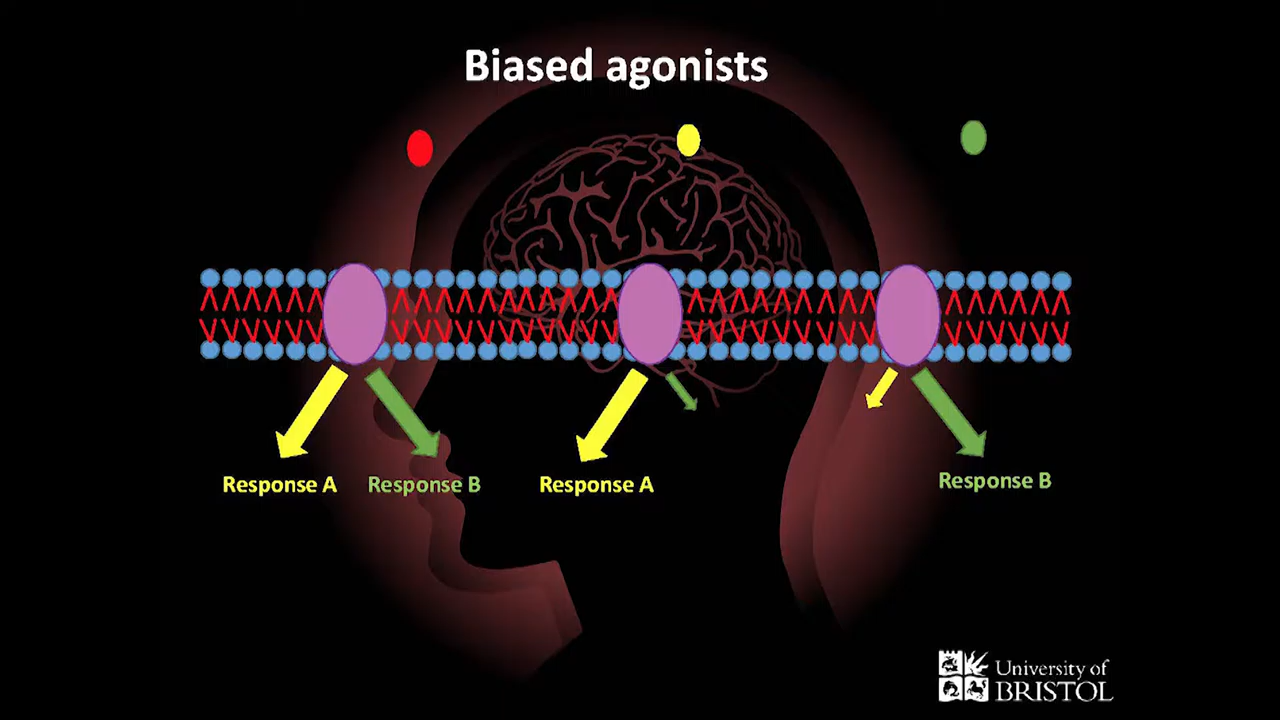 Biased agonists
Response A
Response B
Response A
Response B
University of
BRISTOL